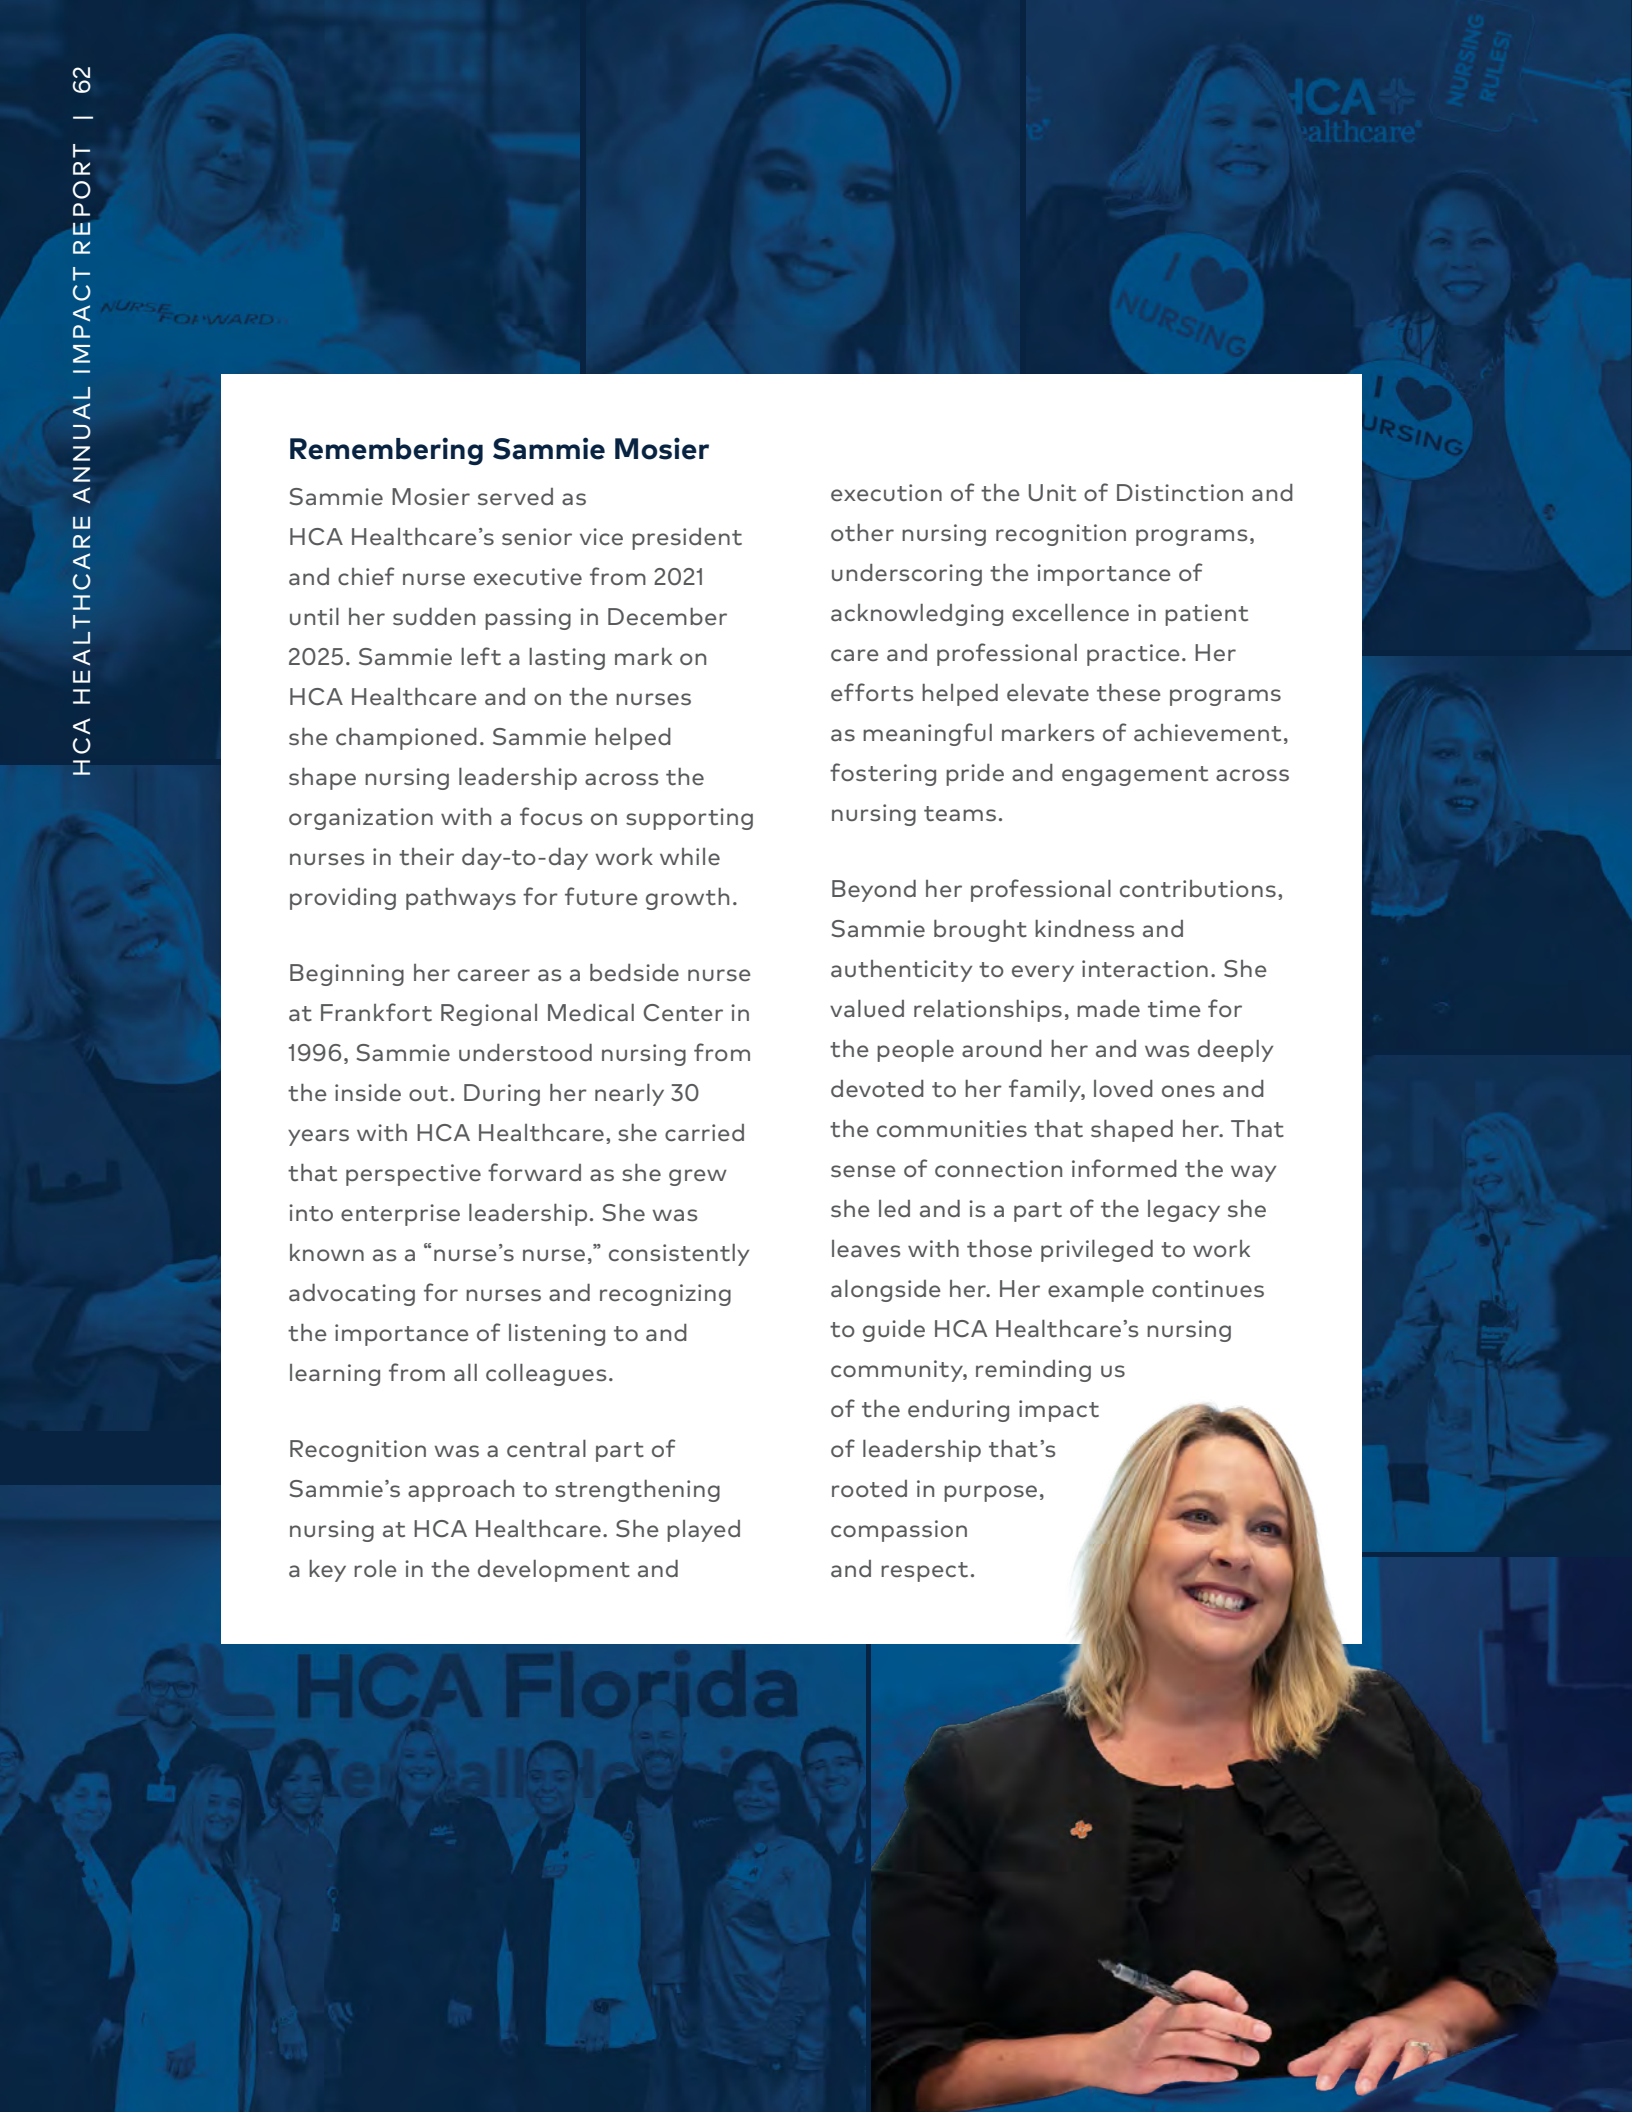 HCA HEALTHCARE ANNUAL IMPACT REPORT | 62
NURSE
FORWARD
HCA
ealthcare
e
NURSING
RULES!
I
NURSING
I
URSING
Remembering Sammie Mosier
Sammie Mosier served as
HCA Healthcare’s senior vice president
and chief nurse executive from 2021
until her sudden passing in December
2025. Sammie left a lasting mark on
HCA Healthcare and on the nurses
she championed. Sammie helped
shape nursing leadership across the
organization with a focus on supporting
nurses in their day-to-day work while
providing pathways for future growth.
Beginning her career as a bedside nurse
at Frankfort Regional Medical Center in
1996, Sammie understood nursing from
the inside out. During her nearly 30
years with HCA Healthcare, she carried
that perspective forward as she grew
into enterprise leadership. She was
known as a “nurse’s nurse,” consistently
advocating for nurses and recognizing
the importance of listening to and
learning from all colleagues.
Recognition was a central part of
Sammie’s approach to strengthening
nursing at HCA Healthcare. She played
a key role in the development and
execution of the Unit of Distinction and
other nursing recognition programs,
underscoring the importance of
acknowledging excellence in patient
care and professional practice. Her
efforts helped elevate these programs
as meaningful markers of achievement,
fostering pride and engagement across
nursing teams.
Beyond her professional contributions,
Sammie brought kindness and
authenticity to every interaction. She
valued relationships, made time for
the people around her and was deeply
devoted to her family, loved ones and
the communities that shaped her. That
sense of connection informed the way
she led and is a part of the legacy she
leaves with those privileged to work
alongside her. Her example continues
to guide HCA Healthcare’s nursing
community, reminding us
of the enduring impact
of leadership that’s
rooted in purpose,
compassion
and respect.
CNO
HCA Florida